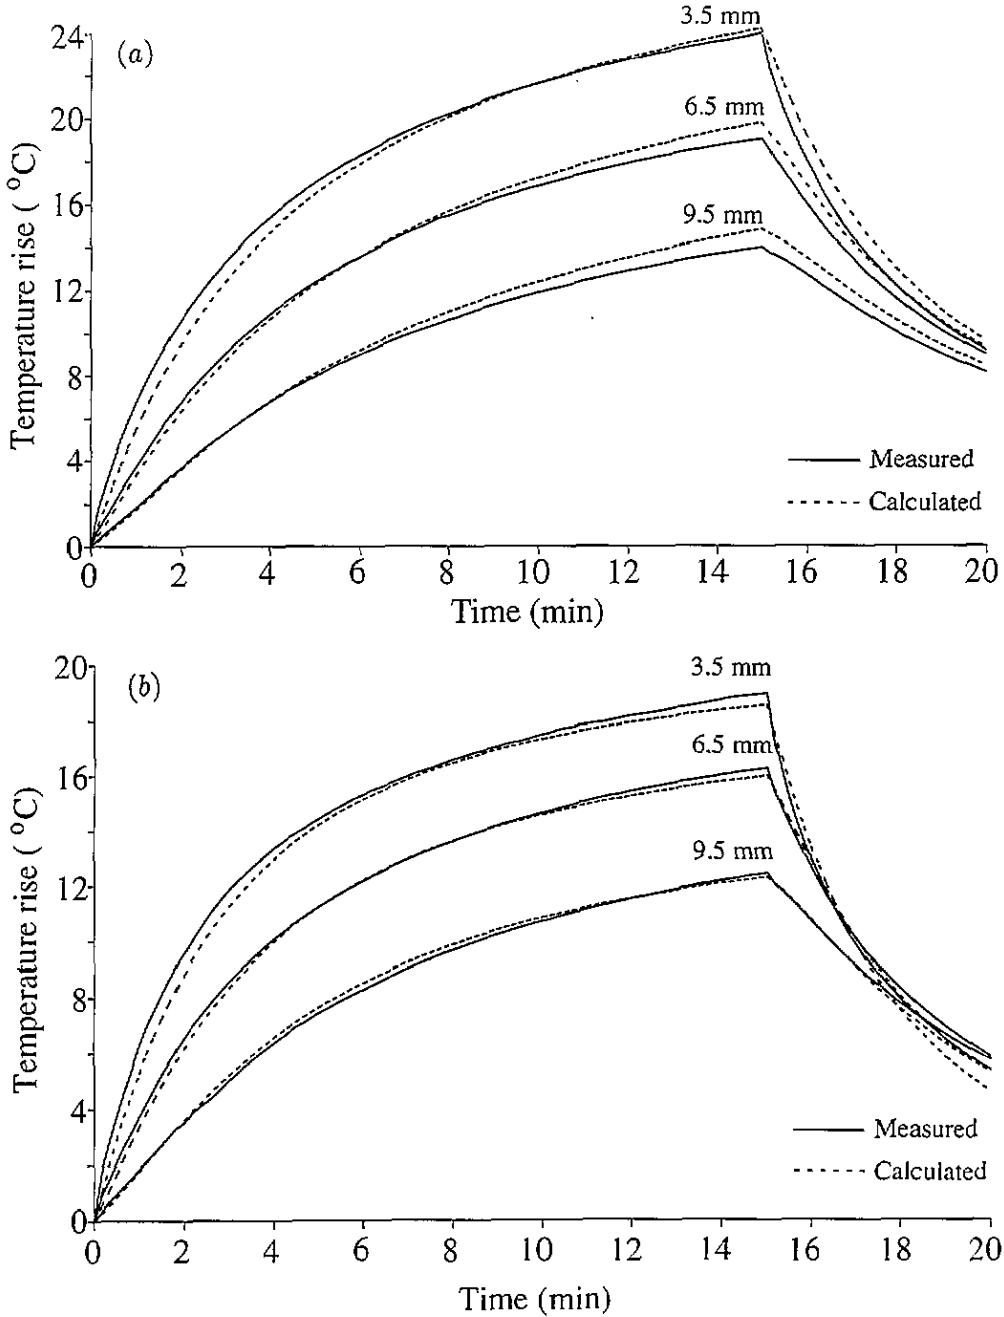 (a)
3.5 mm
6.5 mm
9.5 mm
24
20
16
12
8
4
0
Temperature rise ( °C)
Measured
Calculated
0 2 4 6 8 10 12 14 16 18 20
Time (min)
(b)
3.5 mm
6.5 mm
9.5 mm
20
16
12
8
4
0
Temperature rise ( °C)
Measured
Calculated
0 2 4 6 8 10 12 14 16 18 20
Time (min)